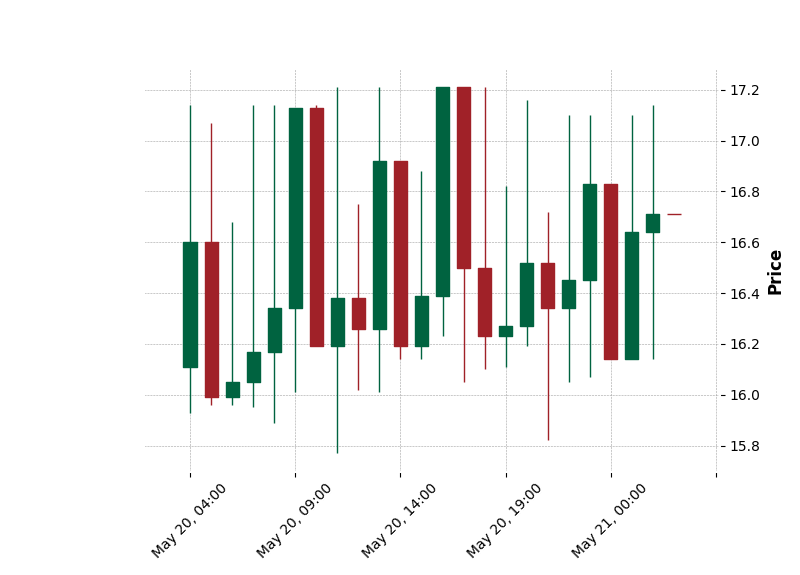 17.2
17.0
16.8
16.6
16.4
16.2
16.0
15.8
Price
May 20, 04:00
May 20, 09:00
May 20, 14:00
May 20, 19:00
May 21, 00:00